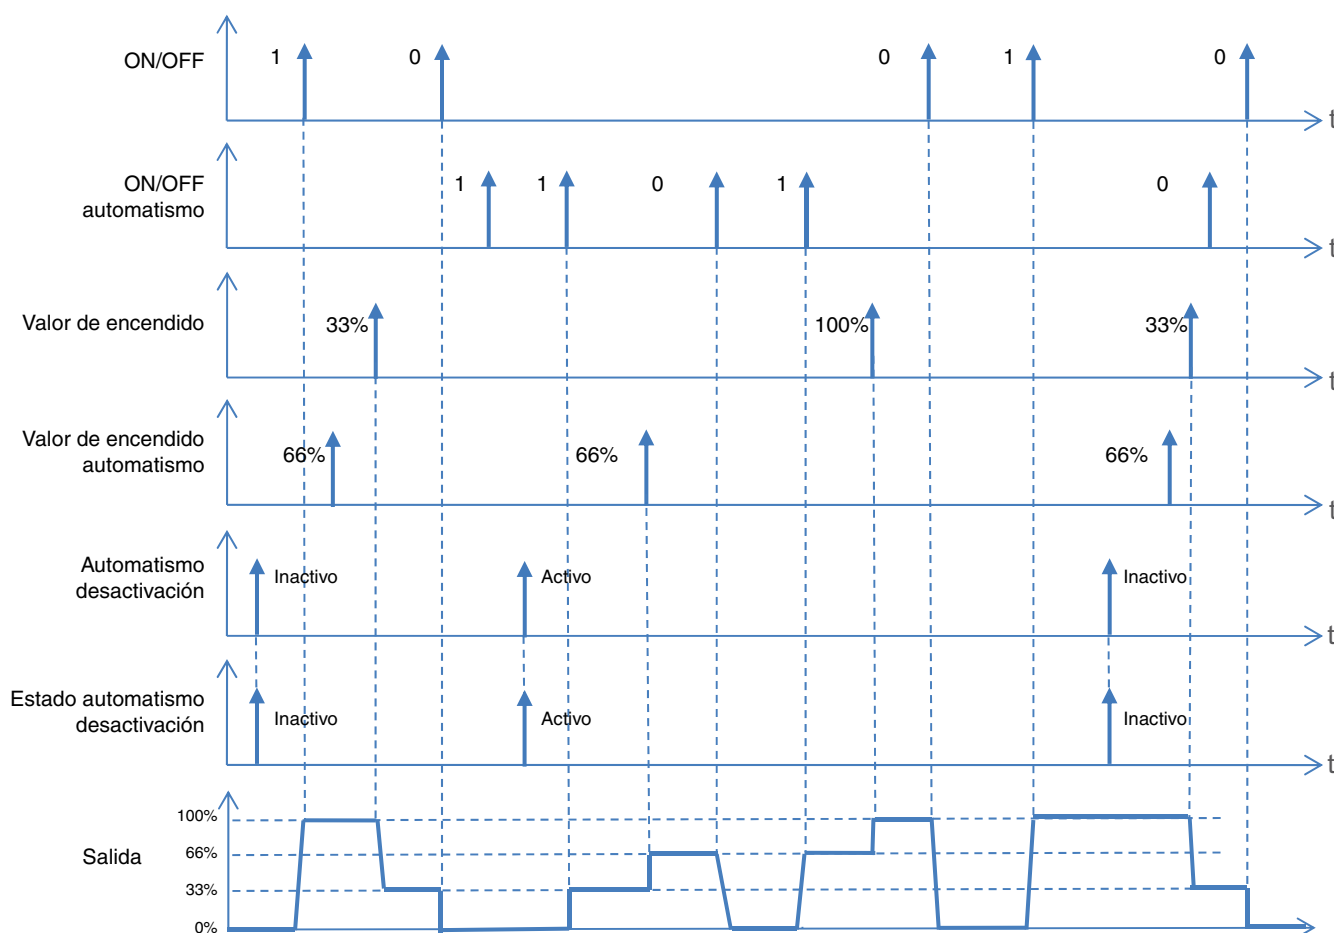 ON/OFF
1
0
0
1
0
t
ON/OFF
automatismo
1
1
0
1
0
t
Valor de encendido
33%
100%
33%
t
Valor de encendido
automatismo
66%
66%
66%
t
Automatismo
desactivación
Inactivo
Activo
Inactivo
t
Estado automatismo
desactivación
Inactivo
Activo
Inactivo
t
Salida
100%
66%
33%
0%
t